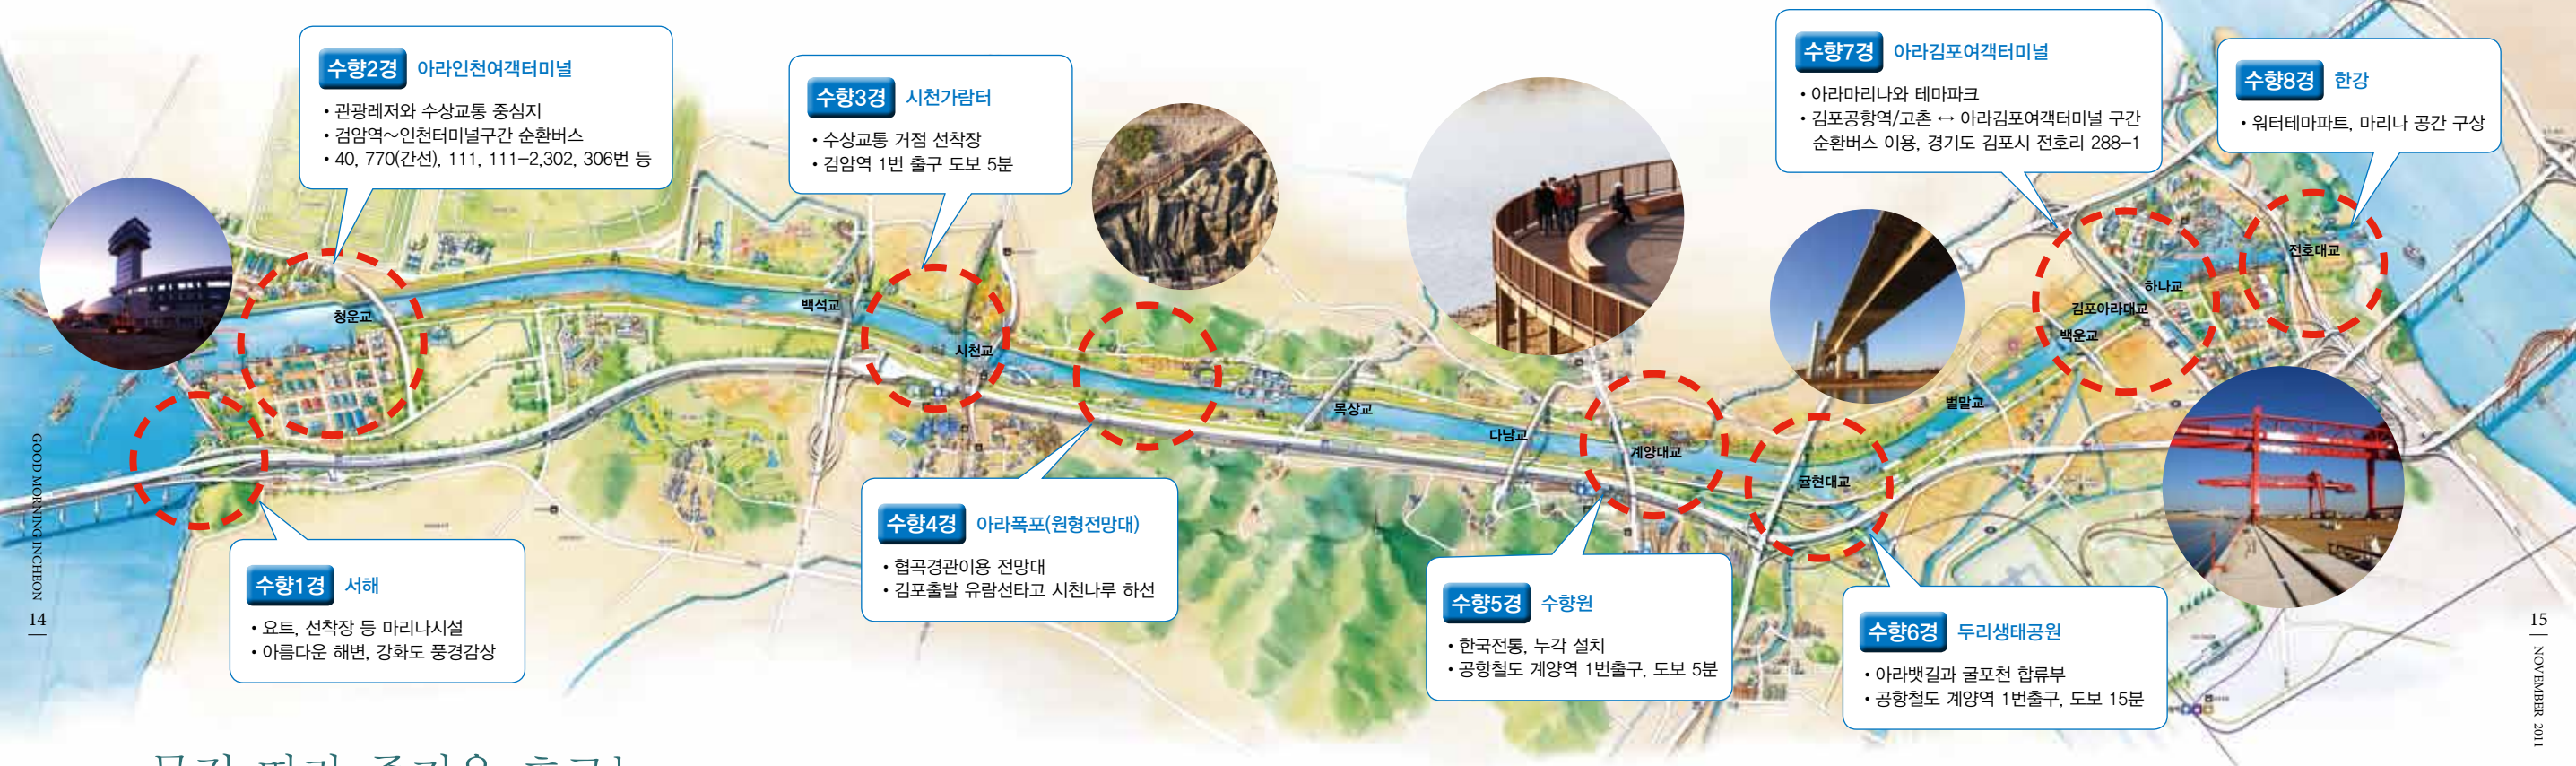 수향2경 아라인천여객터미널
• 관광레저와 수상교통 중심지
• 검암역~인천터미널구간 순환버스
• 40, 770(간선), 111, 111-2,302, 306번 등
수향3경 시천가람터
• 수상교통 거점 선착장
• 검암역 1번 출구 도보 5분
수향7경 아라김포여객터미널
• 아라마리나와 테마파크
• 김포공항역/고촌 ↔ 아라김포여객터미널 구간
순환버스 이용, 경기도 김포시 전호리 288-1
수향8경 한강
• 워터테마파트, 마리나 공간 구상
청운교
백석교
시천교
목상교
다남교
계양대교
귤현대교
벌말교
백운교
김포아라대교
하나교
전호대교
수향1경 서해
• 요트, 선착장 등 마리나시설
• 아름다운 해변, 강화도 풍경감상
수향4경 아라폭포(원형전망대)
• 협곡경관이용 전망대
• 김포출발 유람선타고 시천나루 하선
수향5경 수향원
• 한국전통, 누각 설치
• 공항철도 계양역 1번출구, 도보 5분
수향6경 두리생태공원
• 아라뱃길과 굴포천 합류부
• 공항철도 계양역 1번출구, 도보 15분
GOOD MORNING INCHEON
14
15
NOVEMBER 2011